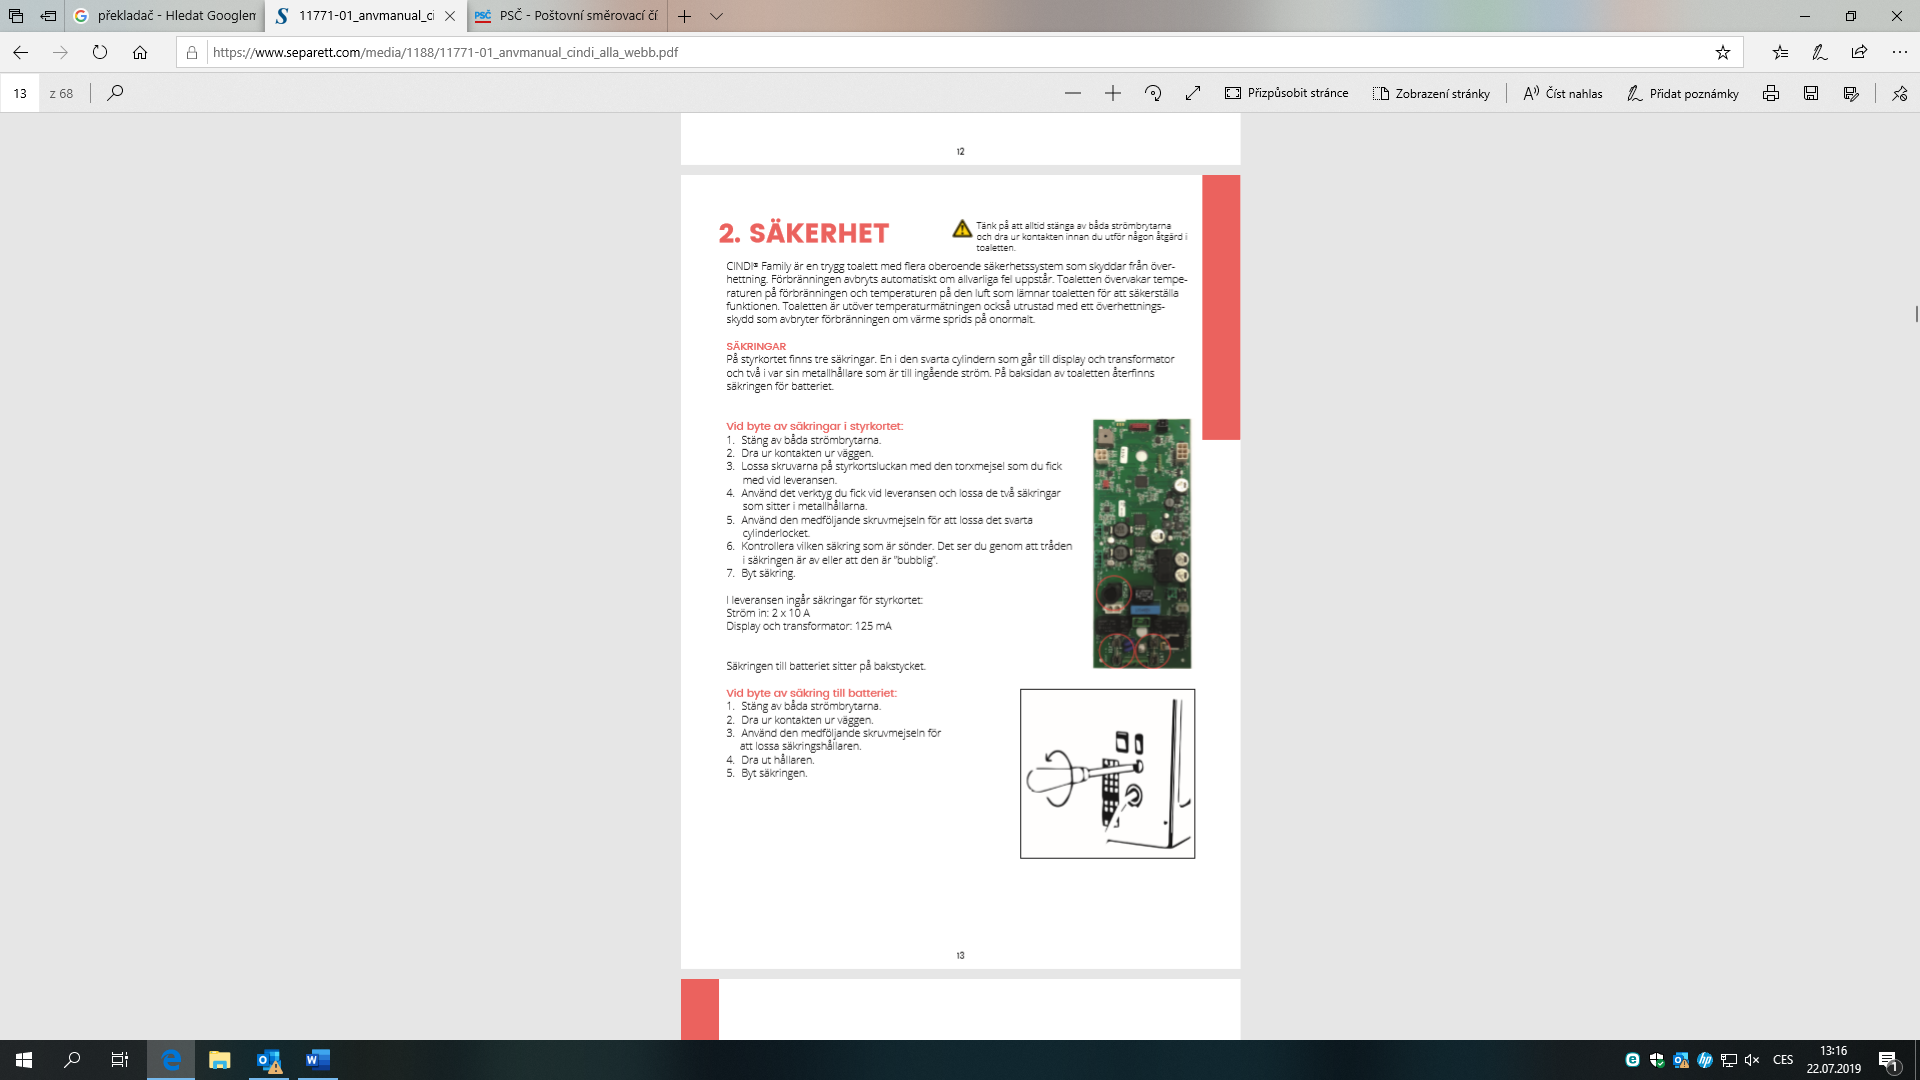 překladač - Hledat Googlem
11771-01_anvmanual_ci
PSČ - Poštovní směrovací čí
https://www.separett.com/media/1188/11771-01_anvmanual_cindi_alla_webb.pdf
13 z 68
Přizpůsobit stránce
Zobrazení stránky
Číst nahlas
Přidat poznámky
12
2. SÄKERHET
Tänk på att alltid stänga av båda strömbrytarna
och dra ur kontakten innan du utför någon åtgärd i
toaletten.
CINDI® Family är en trygg toalett med flera oberoende säkerhetssystem som skyddar från över-
hettning. Förbränningen avbryts automatiskt om allvarliga fel uppstår. Toaletten övervakar tempe-
raturen på förbränningen och temperaturen på den luft som lämnar toaletten för att säkerställa
funktionen. Toaletten är utöver temperaturmätningen också utrustad med ett överhettnings-
skydd som avbryter förbränningen om värme sprids på onormalt.
SÄKRINGAR
På styrkortet finns tre säkringar. En i den svarta cylindern som går till display och transformator
och två i var sin metallhållare som är till ingående ström. På baksidan av toaletten återfinns
säkringen för batteriet.
Vid byte av säkringar i styrkortet:
1. Stäng av båda strömbrytarna.
2. Dra ur kontakten ur väggen.
3. Lossa skruvarna på styrkortsluckan med den torxmejsel som du fick
med vid leveransen.
4. Använd det verktyg du fick vid leveransen och lossa de två säkringar
som sitter i metallhållarna.
5. Använd den medföljande skruvmejseln för att lossa det svarta
cylinderlocket.
6. Kontrollera vilken säkring som är sönder. Det ser du genom att tråden
i säkringen är av eller att den är "bubblig".
7. Byt säkring.
I leveransen ingår säkringar för styrkortet:
Ström in: 2 x 10 A
Display och transformator: 125 mA
Säkringen till batteriet sitter på bakstycket.
Vid byte av säkring till batteriet:
1. Stäng av båda strömbrytarna.
2. Dra ur kontakten ur väggen.
3. Använd den medföljande skruvmejseln för
att lossa säkringshållaren.
4. Dra ut hållaren.
5. Byt säkringen.
13
CES
13:16
22.07.2019
1